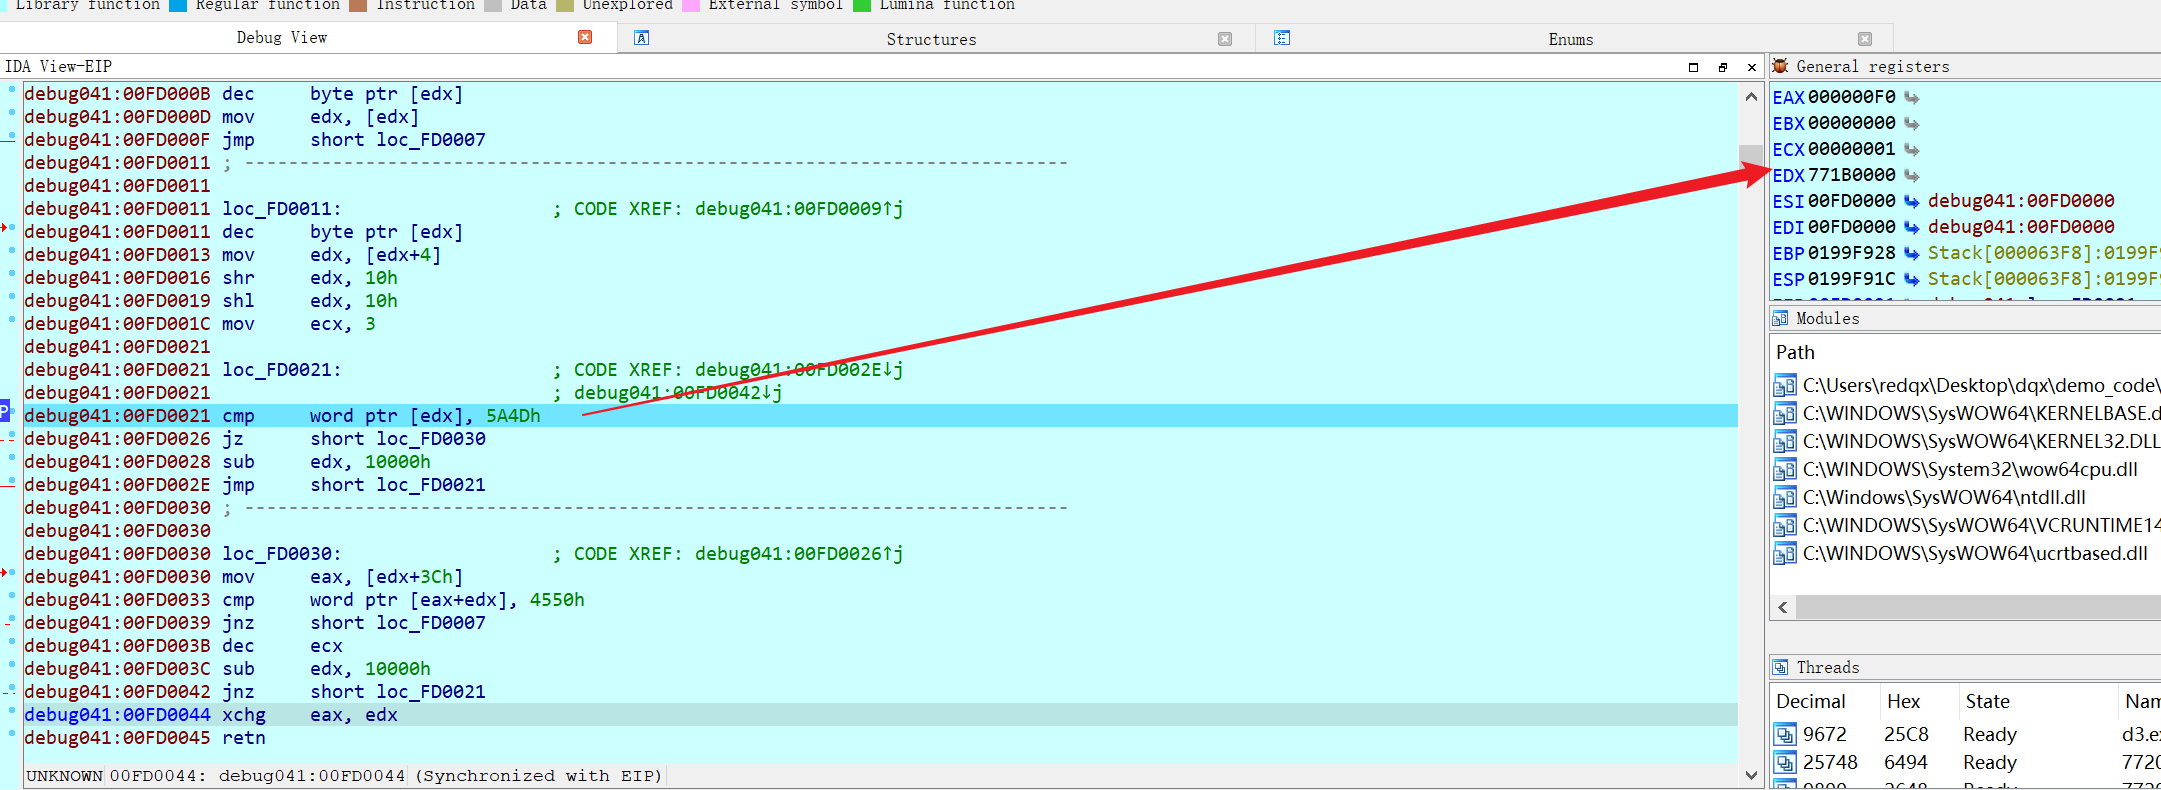 Library function Regular function Instruction Data Unexplored External symbol Lumina function
Debug View Structures Enums
IDA View-EIP
debug041:00FD000B dec byte ptr [edx]
debug041:00FD000D mov edx, [edx]
debug041:00FD000F jmp short loc_FD0007
debug041:00FD0011 ; ---------------------------------------------------------------------------
debug041:00FD0011
debug041:00FD0011 loc_FD0011: ; CODE XREF: debug041:00FD0009↑j
debug041:00FD0011 dec byte ptr [edx]
debug041:00FD0013 mov edx, [edx+4]
debug041:00FD0016 shr edx, 10h
debug041:00FD0019 shl edx, 10h
debug041:00FD001C mov ecx, 3
debug041:00FD0021
debug041:00FD0021 loc_FD0021: ; CODE XREF: debug041:00FD002E↓j
debug041:00FD0021 ; debug041:00FD0042↓j
debug041:00FD0021 cmp word ptr [edx], 5A4Dh
debug041:00FD0026 jz short loc_FD0030
debug041:00FD0028 sub edx, 10000h
debug041:00FD002E jmp short loc_FD0021
debug041:00FD0030 ; ---------------------------------------------------------------------------
debug041:00FD0030
debug041:00FD0030 loc_FD0030: ; CODE XREF: debug041:00FD0026↑j
debug041:00FD0030 mov eax, [edx+3Ch]
debug041:00FD0033 cmp word ptr [eax+edx], 4550h
debug041:00FD0039 jnz short loc_FD0007
debug041:00FD003B dec ecx
debug041:00FD003C sub edx, 10000h
debug041:00FD0042 jnz short loc_FD0021
debug041:00FD0044 xchg eax, edx
debug041:00FD0045 retn
UNKNOWN 00FD0044: debug041:00FD0044 (Synchronized with EIP)
General registers
EAX 000000F0
EBX 00000000
ECX 00000001
EDX 771B0000
ESI 00FD0000 debug041:00FD0000
EDI 00FD0000 debug041:00FD0000
EBP 0199F928 Stack[000063F8]:0199F9
ESP 0199F91C Stack[000063F8]:0199F9
Modules
Path
C:\Users\redqx\Desktop\dqx\demo_code\
C:\WINDOWS\SysWOW64\KERNELBASE.d
C:\WINDOWS\SysWOW64\KERNEL32.DLL
C:\WINDOWS\System32\wow64cpu.dll
C:\Windows\SysWOW64\ntdll.dll
C:\WINDOWS\SysWOW64\VCRUNTIME14
C:\WINDOWS\SysWOW64\ucrtbased.dll
Threads
Decimal Hex State Nam
9672 25C8 Ready d3.ex
25748 6494 Ready 7720